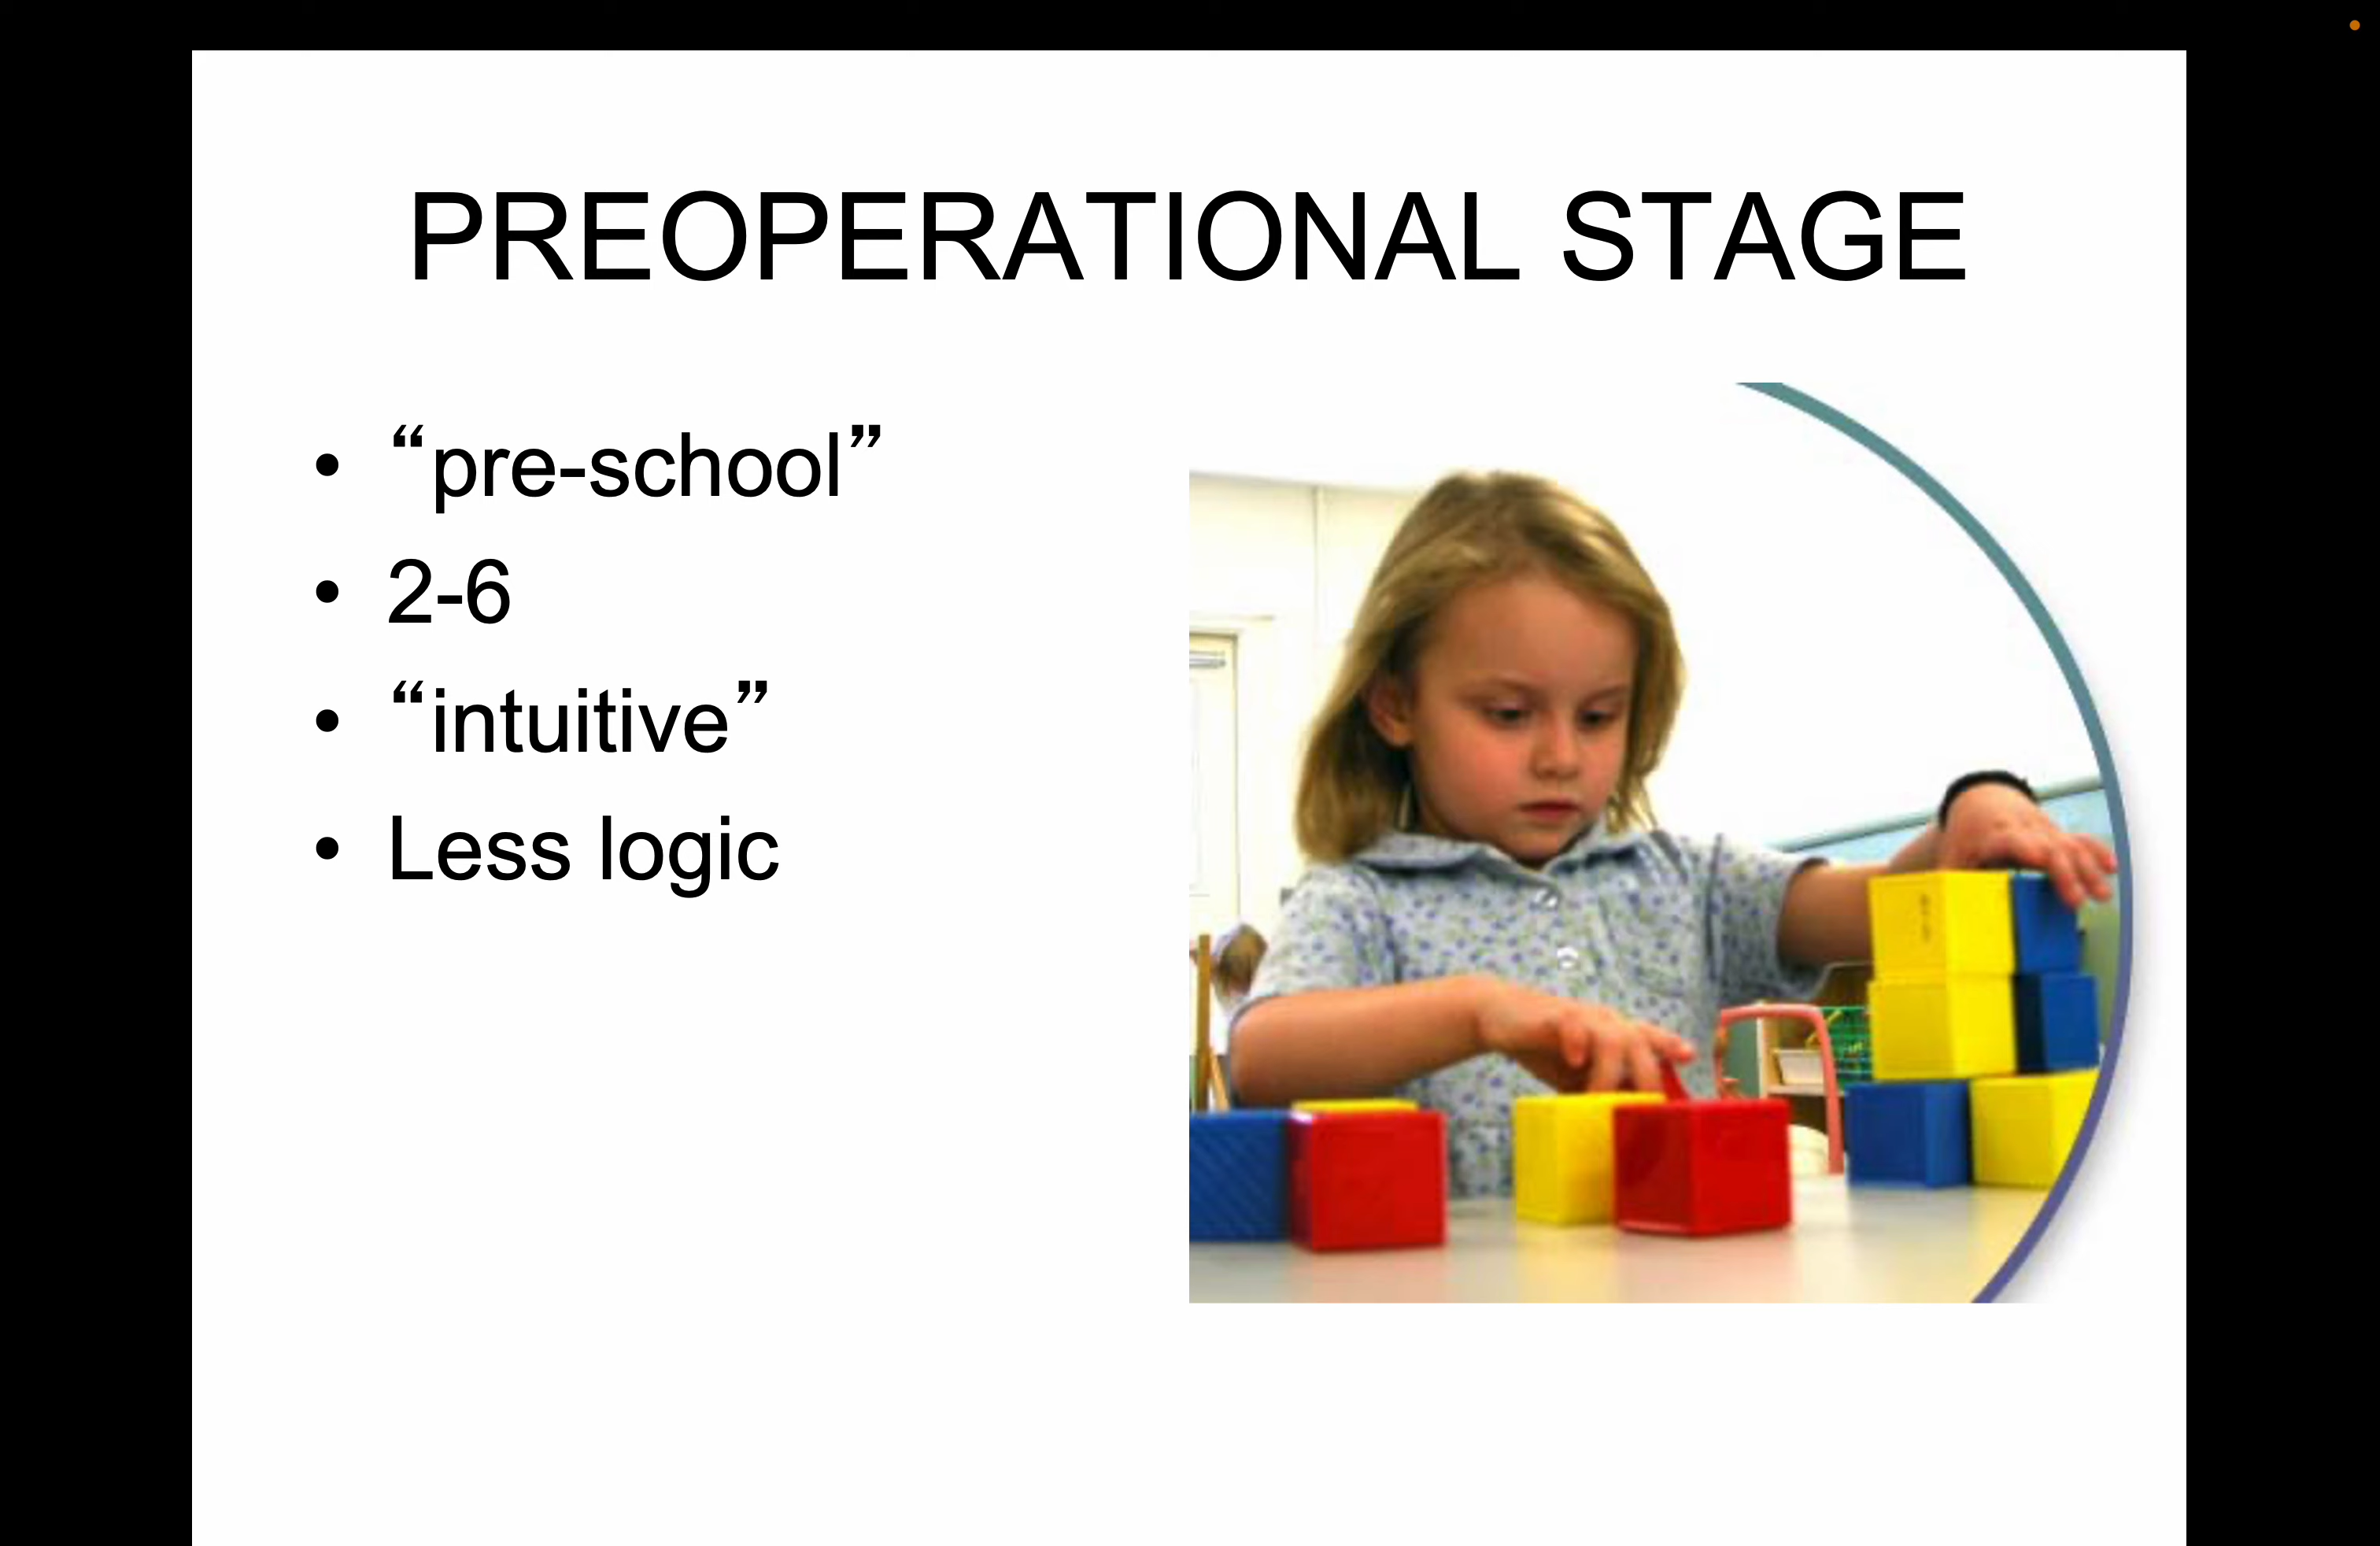 PREOPERATIONAL STAGE
• “pre-school”
• 2-6
• “intuitive”
• Less logic